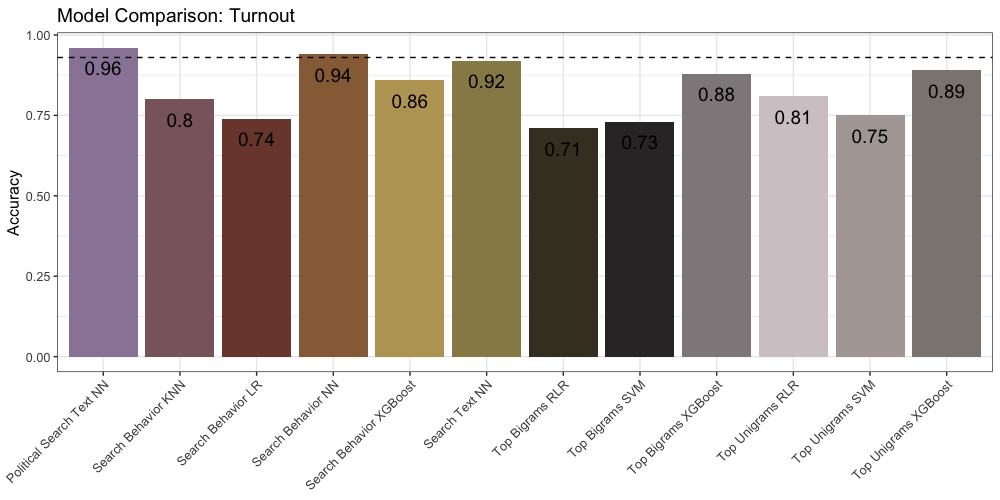 Model Comparison: Turnout
Accuracy
1.00
0.75
0.50
0.25
0.00
0.96
0.8
0.74
0.94
0.86
0.92
0.71
0.73
0.88
0.81
0.75
0.89
Political Search Text NN
Search Behavior KNN
Search Behavior LR
Search Behavior NN
Search Behavior XGBoost
Search Text NN
Top Bigrams RLR
Top Bigrams SVM
Top Bigrams XGBoost
Top Unigrams RLR
Top Unigrams SVM
Top Unigrams XGBoost